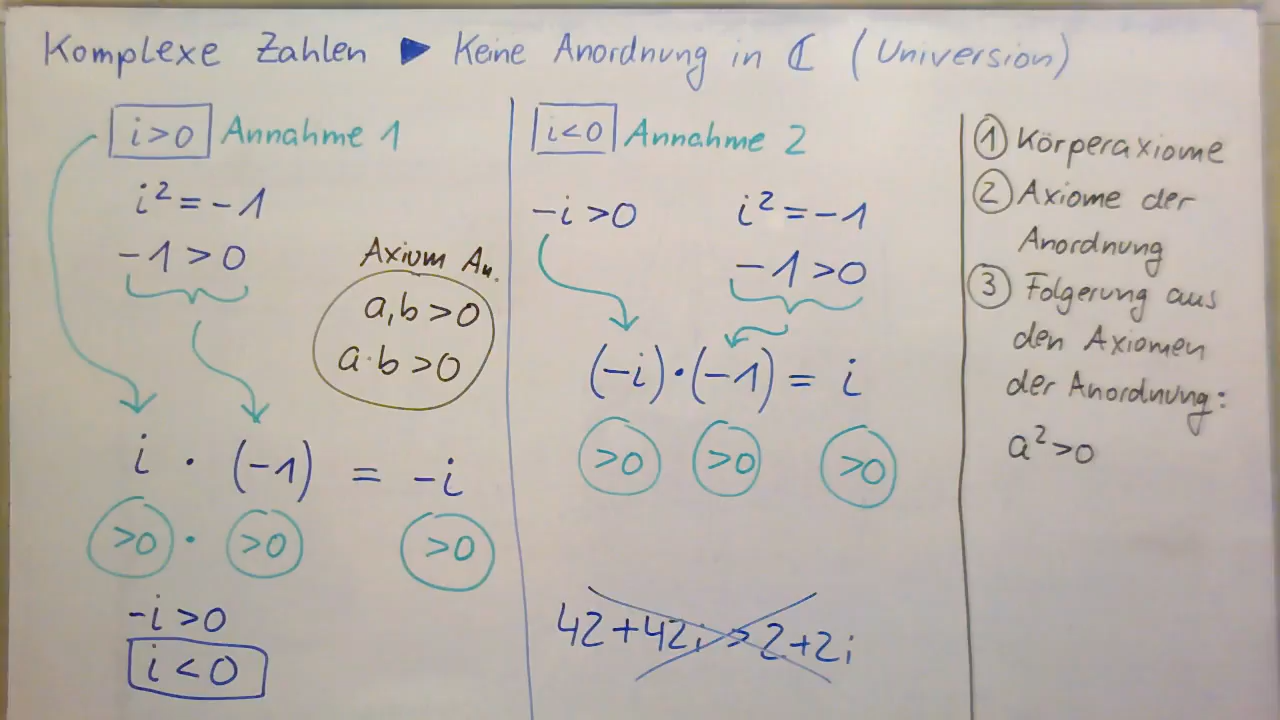 Komplexe Zahlen ▶ Keine Anordnung in ℂ (Universion)
i>0 Annahme 1
i² = -1
-1 > 0
Axium An.
a,b > 0
a·b > 0
i · (-1) = -i
>0 · >0 >0
-i > 0
i < 0
i<0 Annahme 2
-i > 0 i² = -1
-1 > 0
(-i)·(-1) = i
>0 >0 >0
42+42i > 2+2i
① Körperaxiome
② Axiome der
Anordnung
③ Folgerung aus
den Axiomen
der Anordnung:
a² > 0